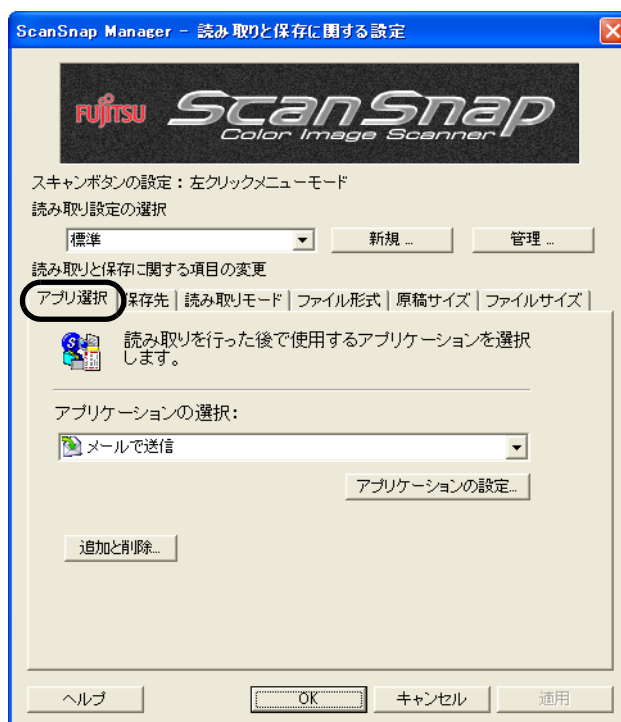 ScanSnap Manager - 読み取りと保存に関する設定
FUJITSU ScanSnap
Color Image Scanner
スキャンボタンの設定：左クリックメニューモード
読み取り設定の選択
標準 新規... 管理...
読み取りと保存に関する項目の変更
アプリ選択 保存先 読み取りモード ファイル形式 原稿サイズ ファイルサイズ
読み取りを行った後で使用するアプリケーションを選択
します。
アプリケーションの選択:
メールで送信
アプリケーションの設定...
追加と削除...
ヘルプ OK キャンセル 適用